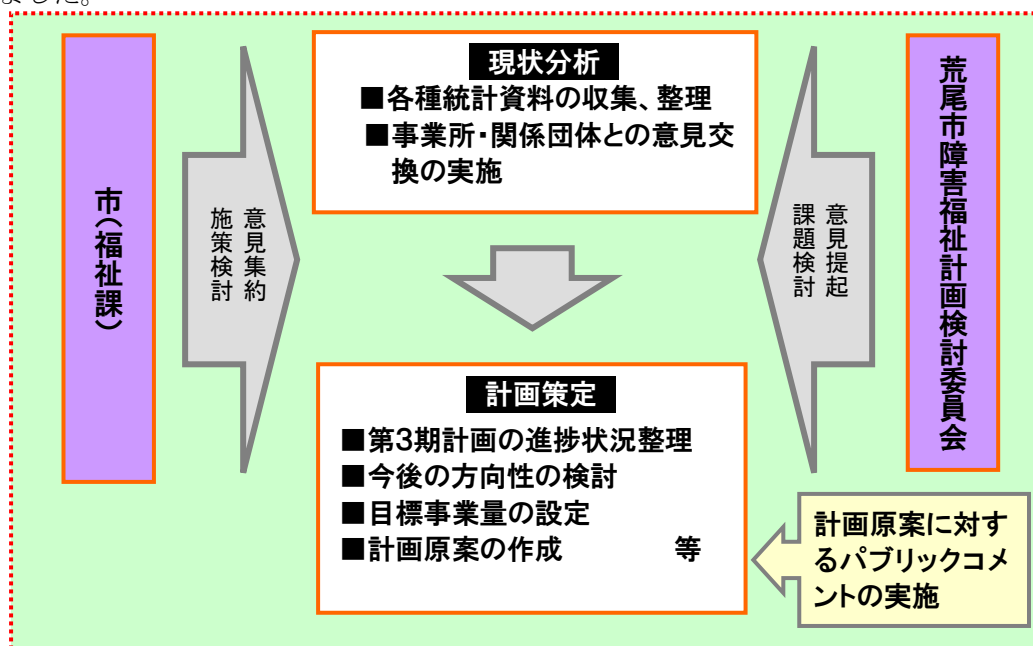 ました。
現状分析
■各種統計資料の収集、整理
■事業所・関係団体との意見交
換の実施
市(福祉課)
意見集約
施策検討
意見提起
課題検討
荒尾市障害福祉計画検討委員会
計画策定
■第3期計画の進捗状況整理
■今後の方向性の検討
■目標事業量の設定
■計画原案の作成 等
計画原案に対す
るパブリックコメ
ントの実施